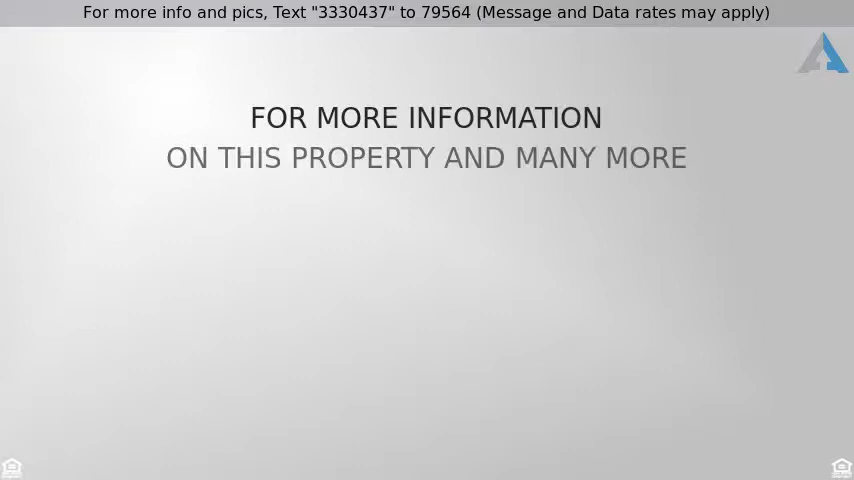 For more info and pics, Text "3330437" to 79564 (Message and Data rates may apply)
FOR MORE INFORMATION
ON THIS PROPERTY AND MANY MORE